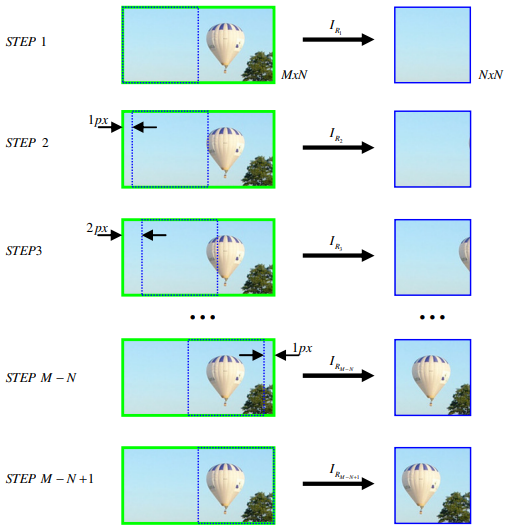 STEP 1
I_{R_1}
MxN
NxN
1px
STEP 2
I_{R_2}
2px
STEP3
I_{R_3}
... ...
1px
STEP M – N
I_{R_{M-N}}
STEP M – N +1
I_{R_{M-N+1}}